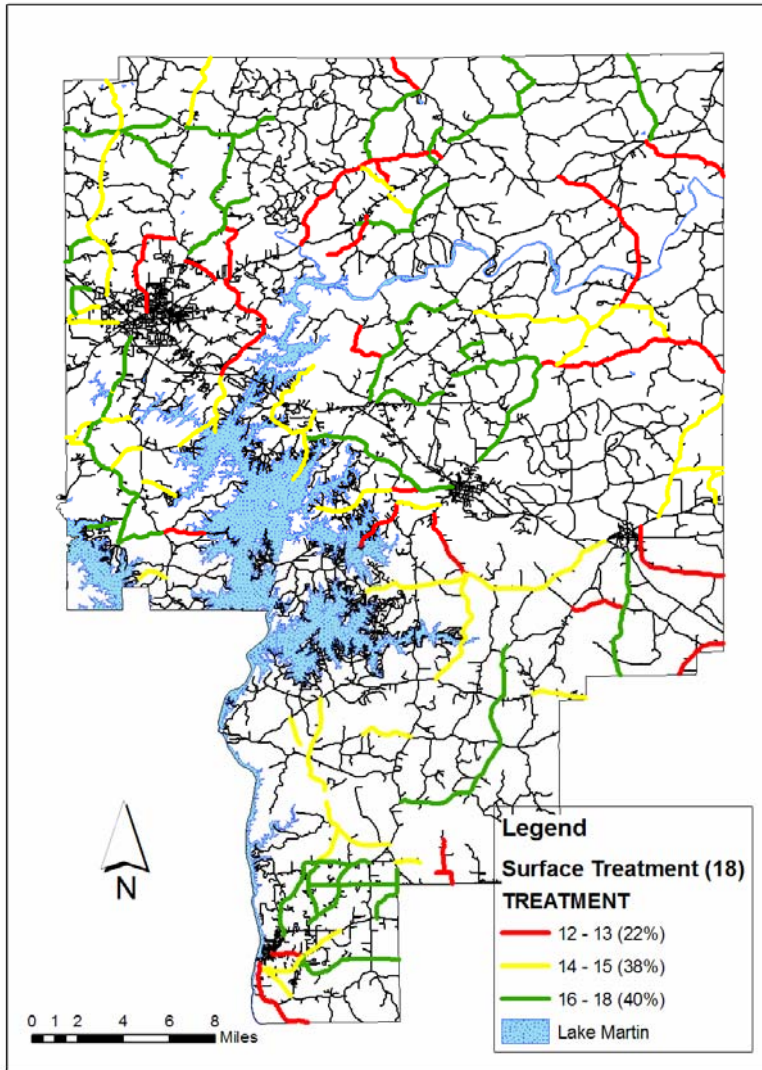 N
0 1 2 4 6 8
Miles
Legend
Surface Treatment (18)
TREATMENT
12 - 13 (22%)
14 - 15 (38%)
16 - 18 (40%)
Lake Martin